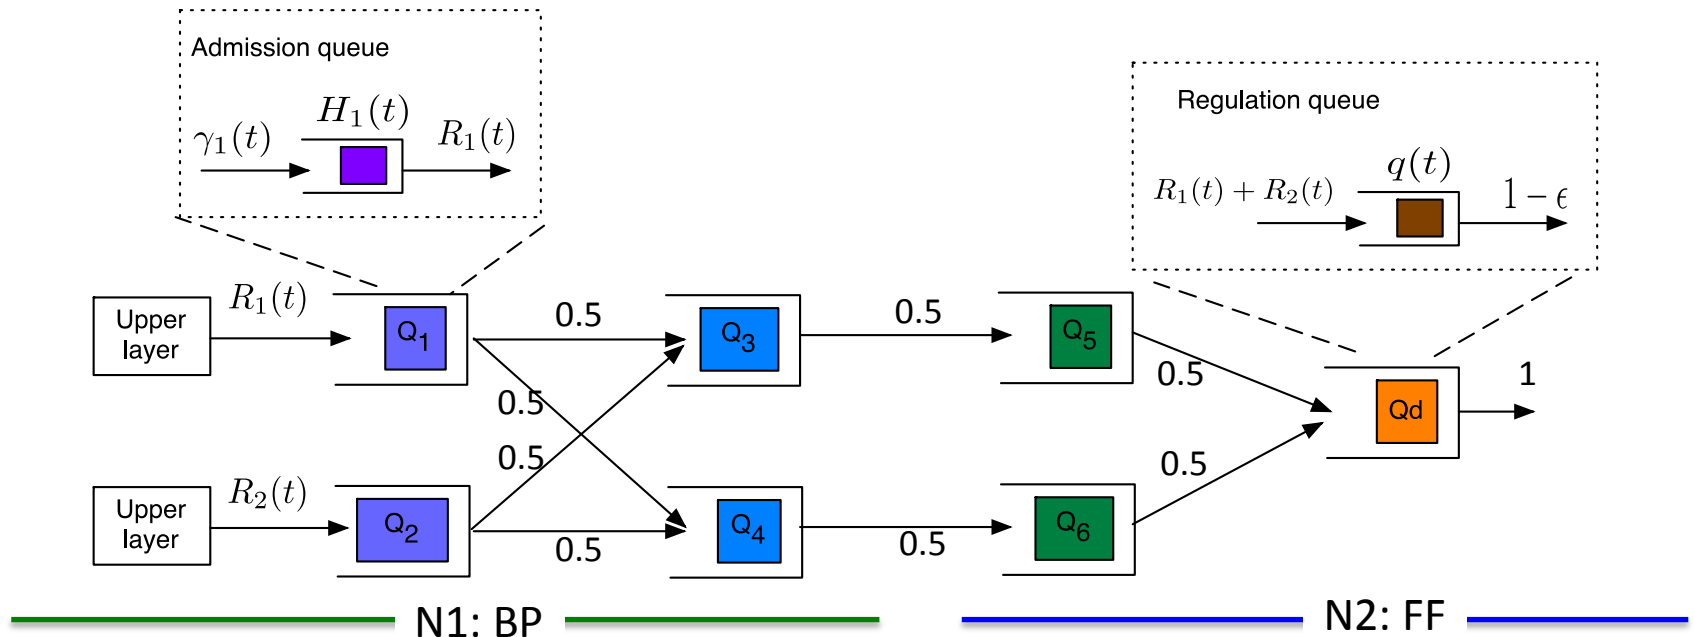 Admission queue
H₁(t)
γ₁(t)
R₁(t)
Regulation queue
q(t)
R₁(t) + R₂(t)
1 − ϵ
Upper
layer
R₁(t)
Q₁
0.5
Q₃
0.5
Q₅
0.5
0.5
0.5
Qd
1
Upper
layer
R₂(t)
Q₂
0.5
Q₄
0.5
Q₆
0.5
N1: BP
N2: FF